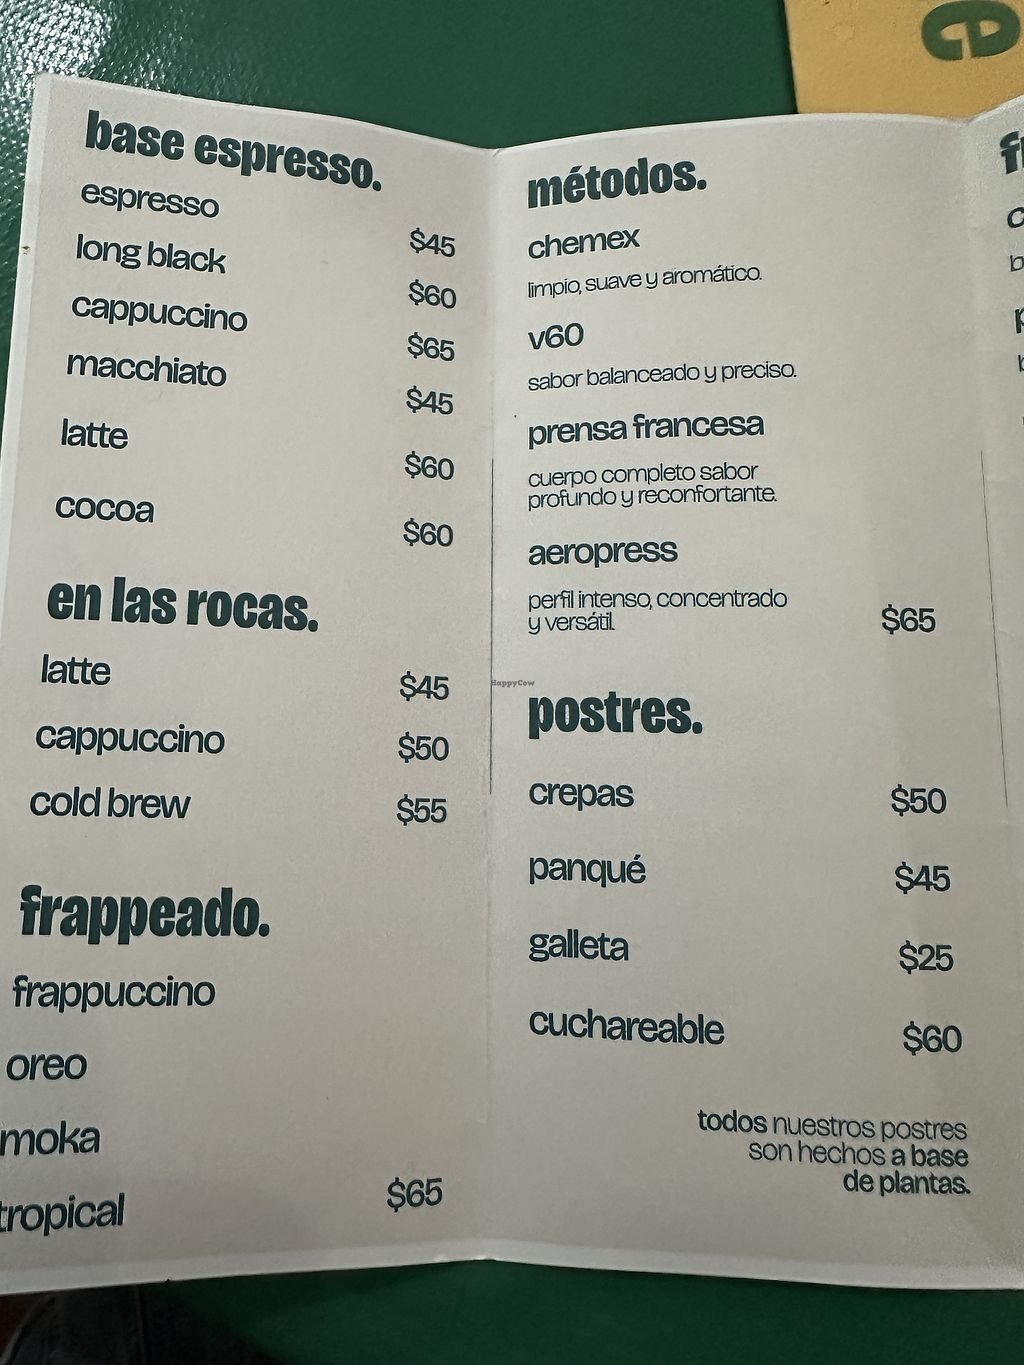 base espresso.
espresso
$45
long black
$60
cappuccino
$65
macchiato
$45
latte
$60
cocoa
$60
en las rocas.
latte
$45
cappuccino
$50
cold brew
$55
frappeado.
frappuccino
oreo
moka
tropical
$65
métodos.
chemex
limpio, suave y aromático.
v60
sabor balanceado y preciso.
prensa francesa
cuerpo completo sabor
profundo y reconfortante.
aeropress
perfil intenso, concentrado
y versátil.
$65
HappyCow
postres.
crepas
$50
panqué
$45
galleta
$25
cuchareable
$60
todos nuestros postres
son hechos a base
de plantas.